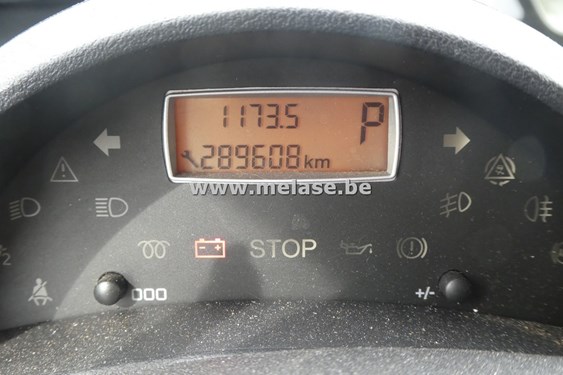 1173.5 P
289608 km
www.melase.be
STOP
000 +/-